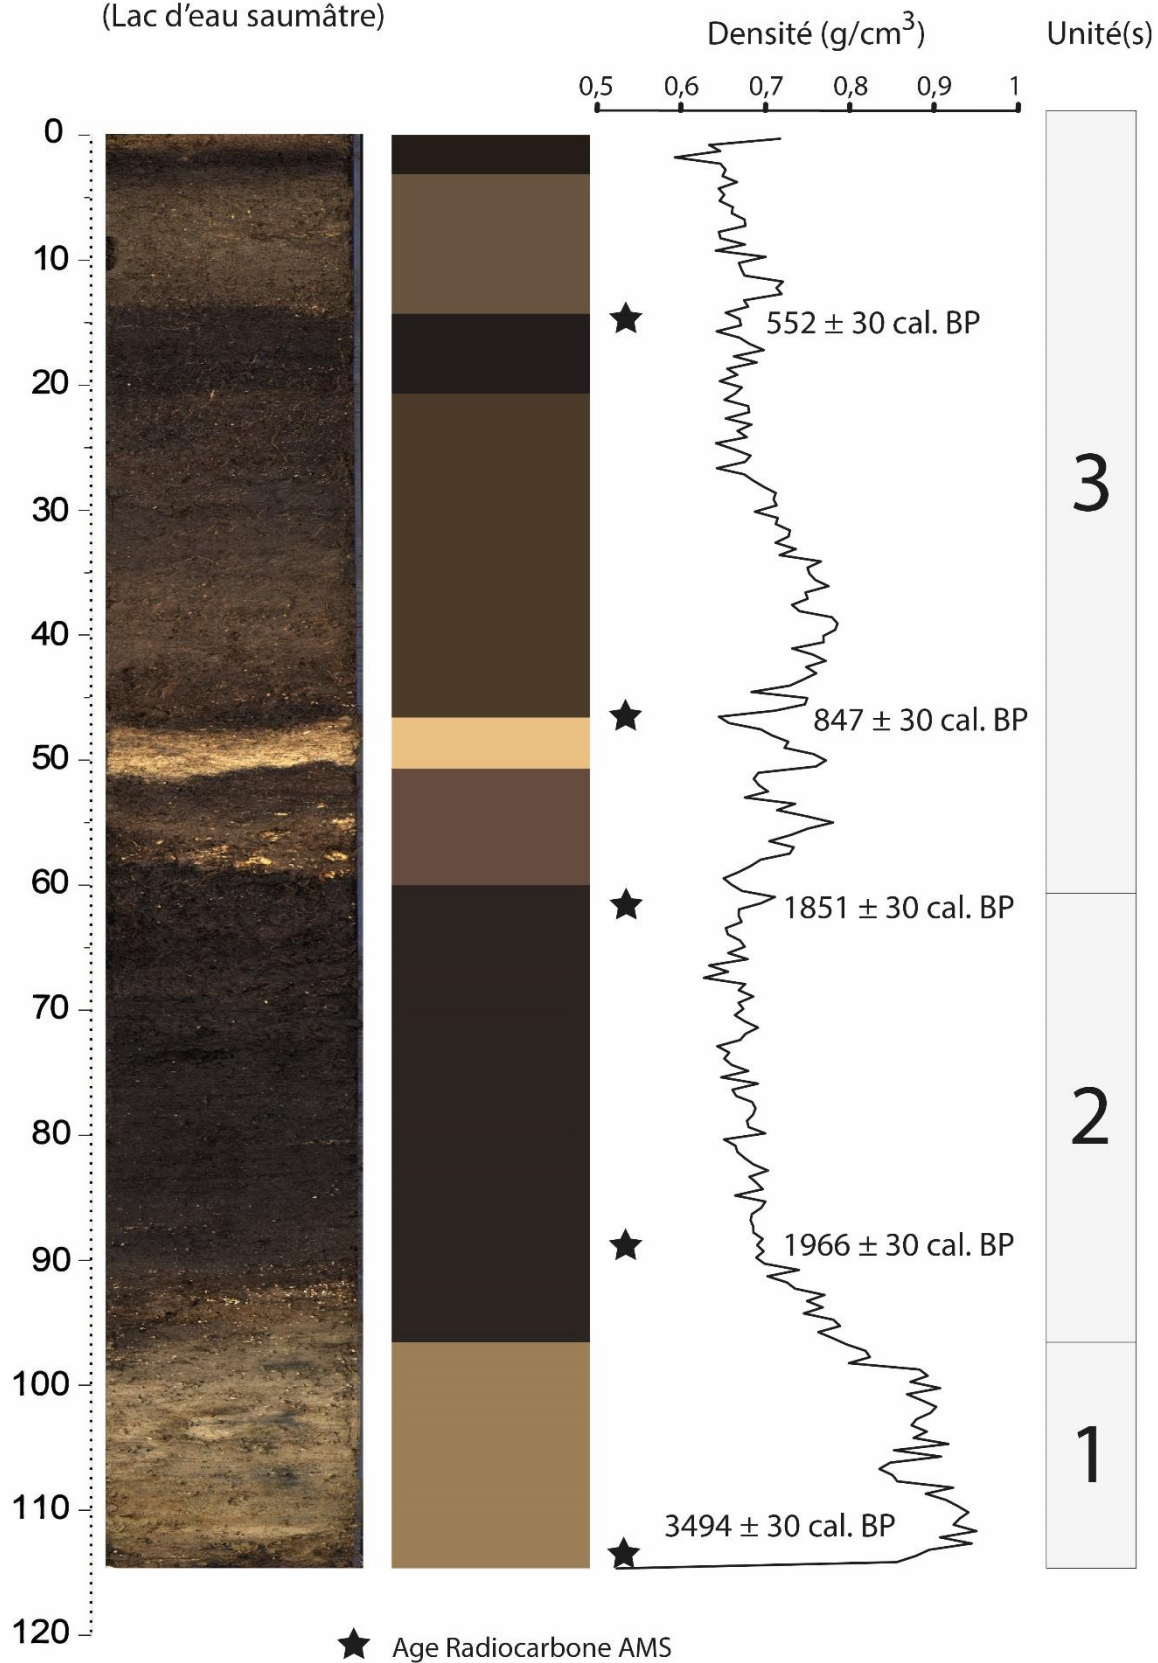 (Lac d'eau saumâtre)
Densité (g/cm³)
Unité(s)
0,5 0,6 0,7 0,8 0,9 1
0
10
552 ± 30 cal. BP
20
30
3
40
847 ± 30 cal. BP
50
60
1851 ± 30 cal. BP
70
80
2
90
1966 ± 30 cal. BP
100
1
110
3494 ± 30 cal. BP
120
Age Radiocarbone AMS